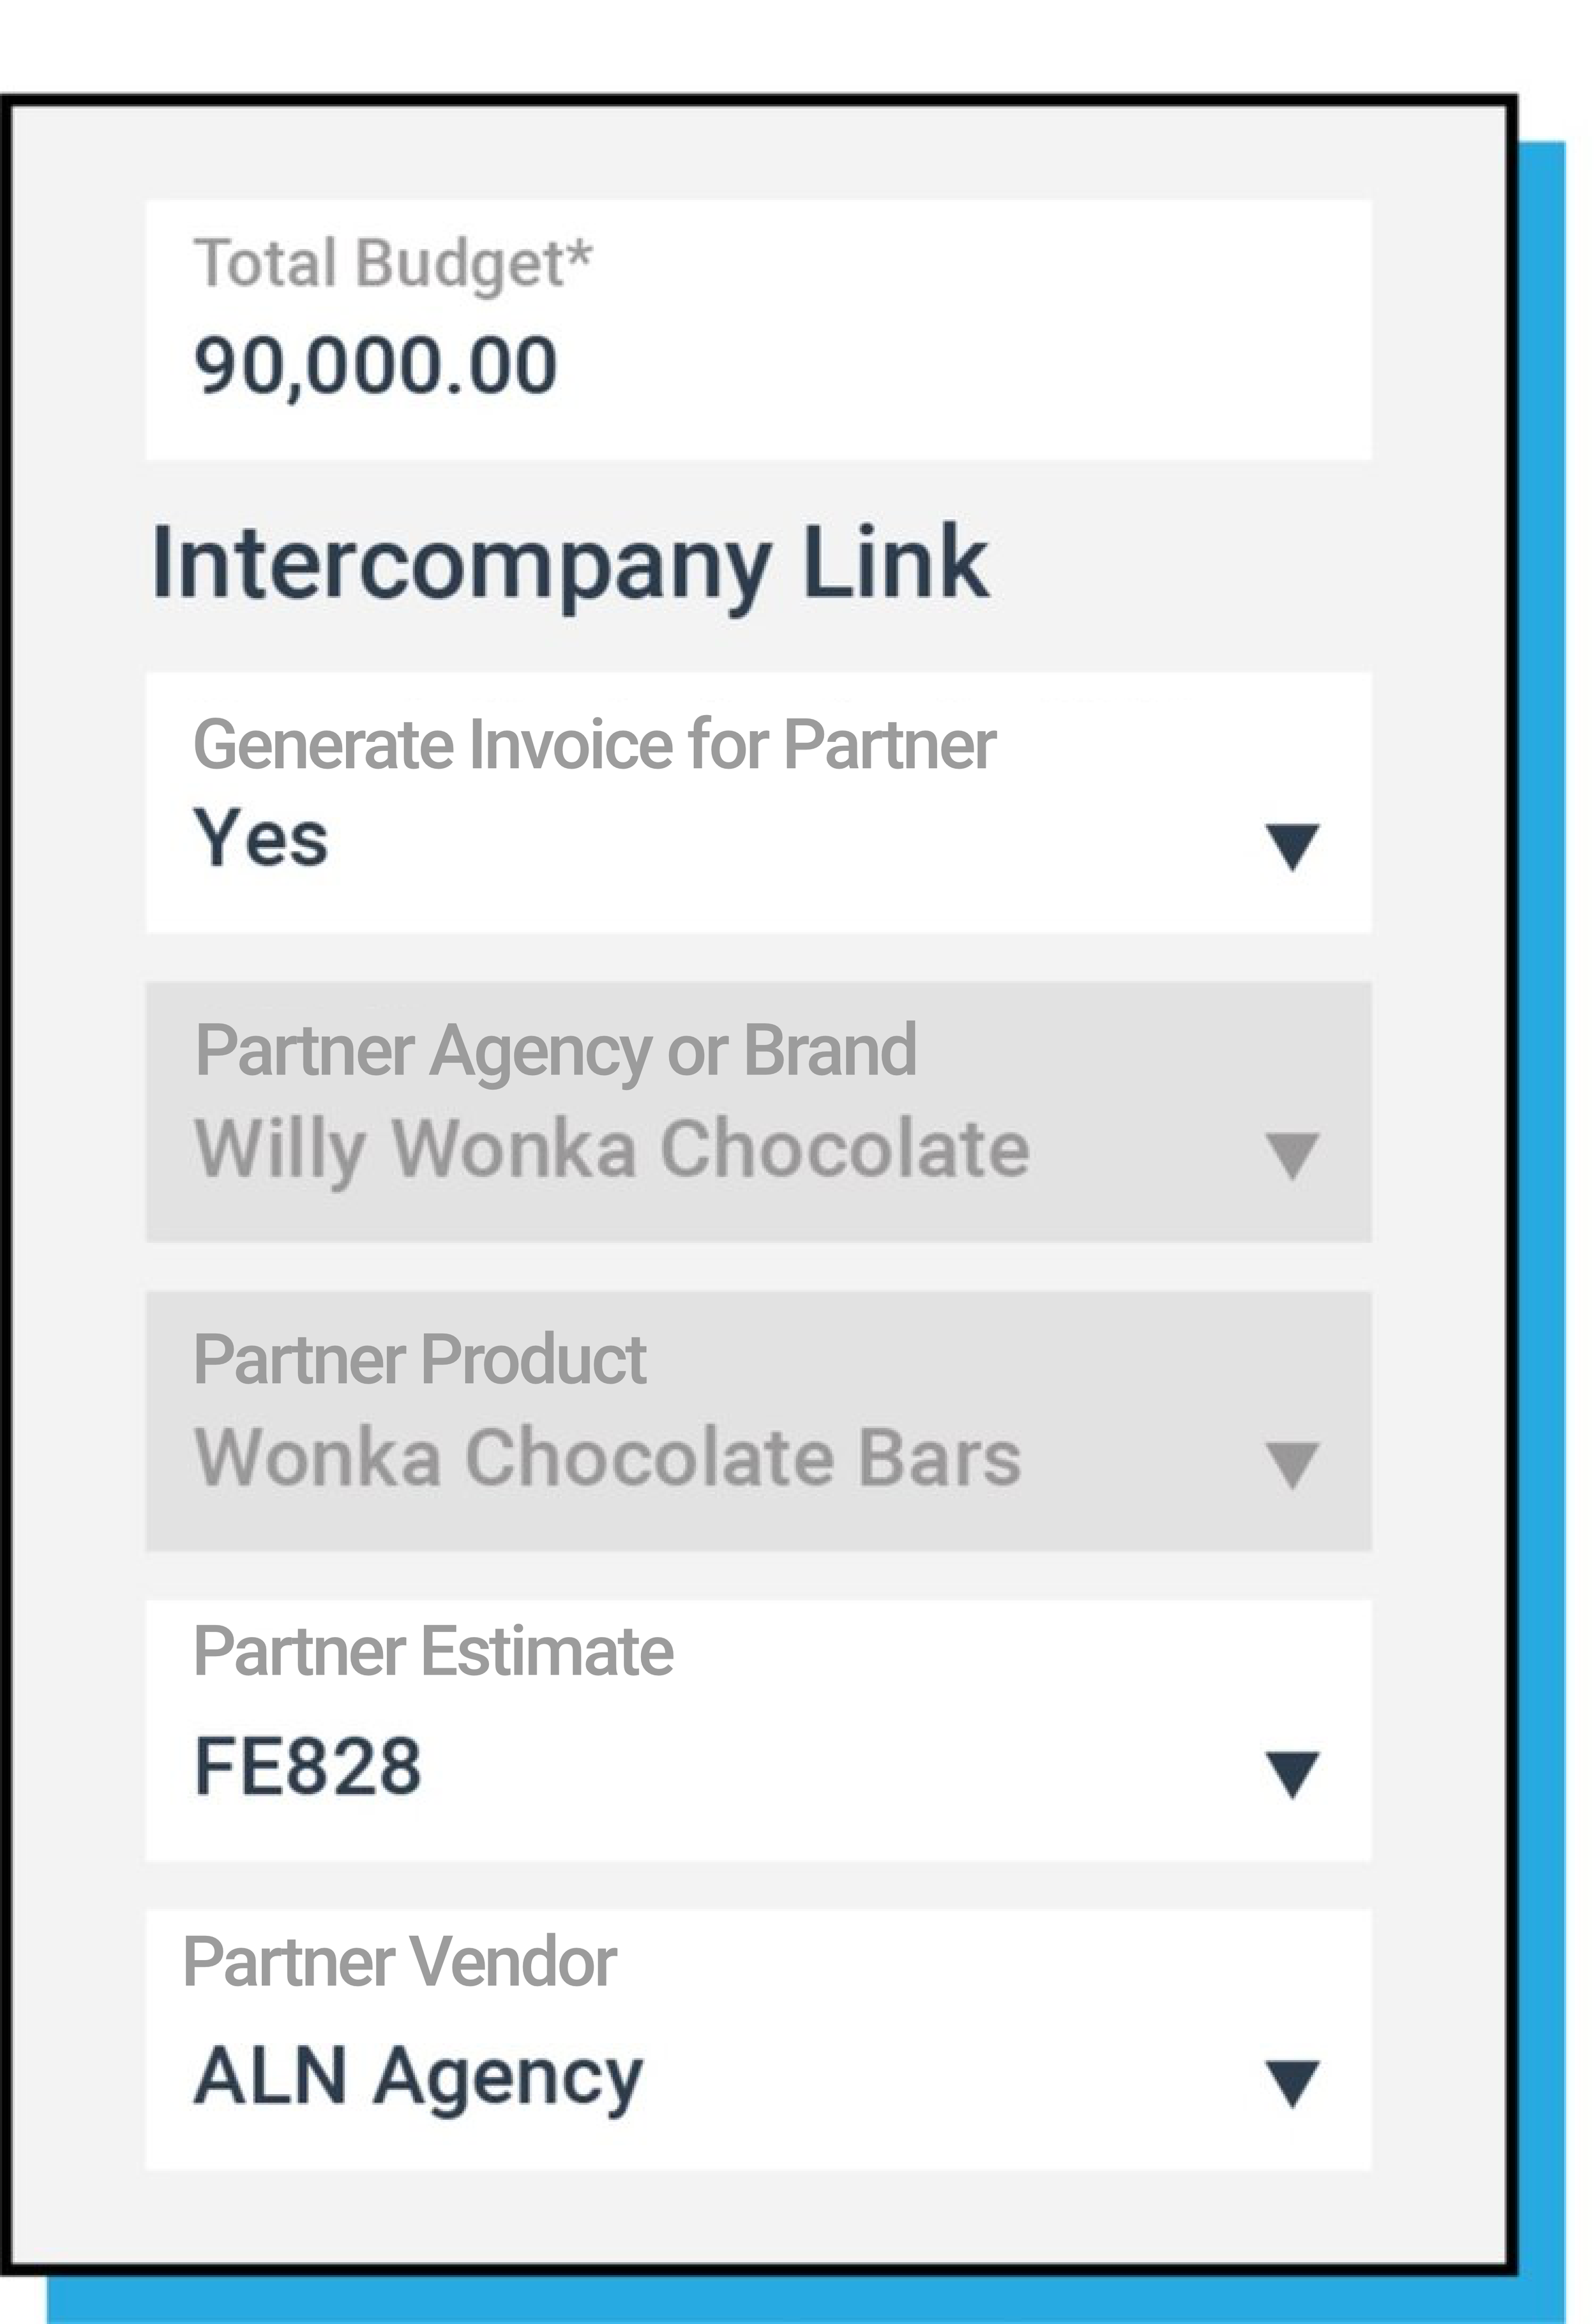 Total Budget*
90,000.00
Intercompany Link
Generate Invoice for Partner
Yes
Partner Agency or Brand
Willy Wonka Chocolate
Partner Product
Wonka Chocolate Bars
Partner Estimate
FE828
Partner Vendor
ALN Agency